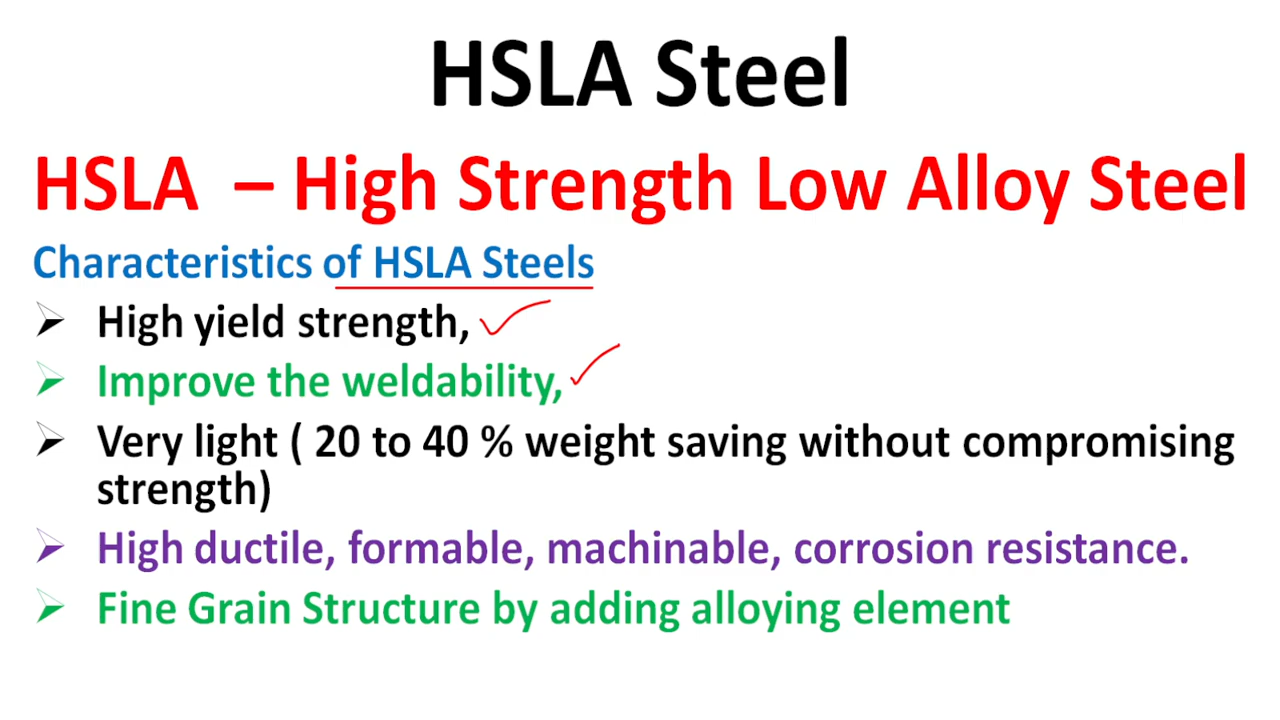 HSLA Steel
HSLA – High Strength Low Alloy Steel
Characteristics of HSLA Steels
High yield strength,
Improve the weldability,
Very light ( 20 to 40 % weight saving without compromising
strength)
High ductile, formable, machinable, corrosion resistance.
Fine Grain Structure by adding alloying element